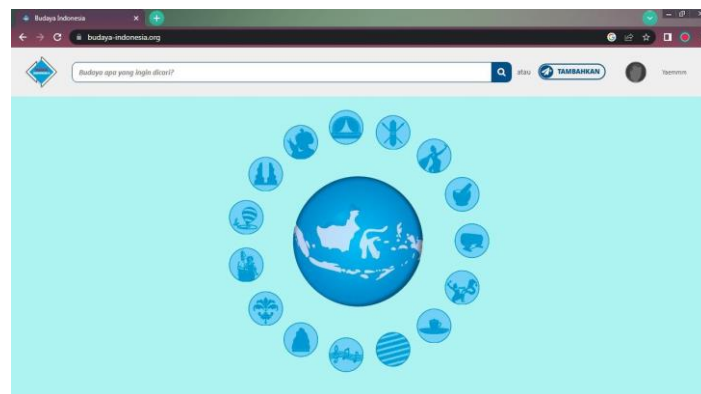 Budaya Indonesia
budaya-indonesia.org
Budaya apa yang ingin dicari?
atau
TAMBAHKAN
Yaemmm